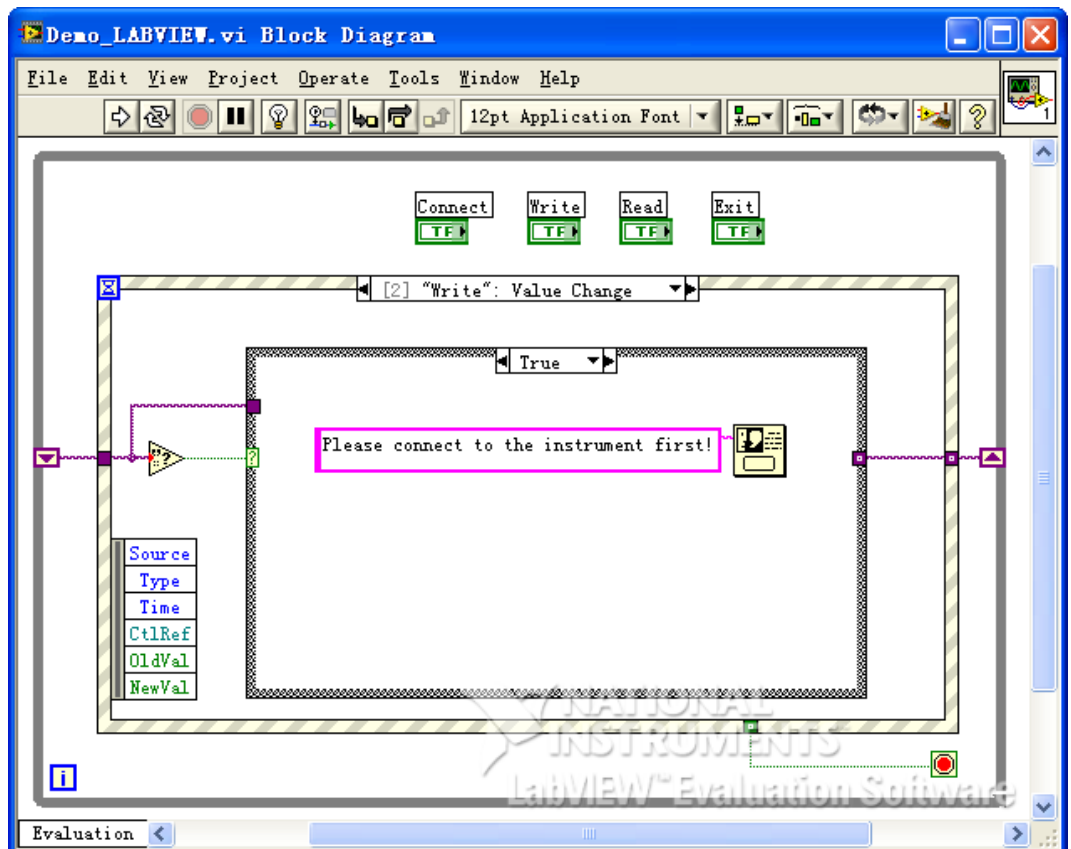 Demo_LABVIEW.vi Block Diagram
File Edit View Project Operate Tools Window Help
12pt Application Font
1
Connect Write Read Exit
TF TF TF TF
[2] "Write": Value Change
True
Please connect to the instrument first!
?
?
Source
Type
Time
CtlRef
OldVal
NewVal
NATIONAL
INSTRUMENTS
LabVIEW™ Evaluation Software
i
Evaluation